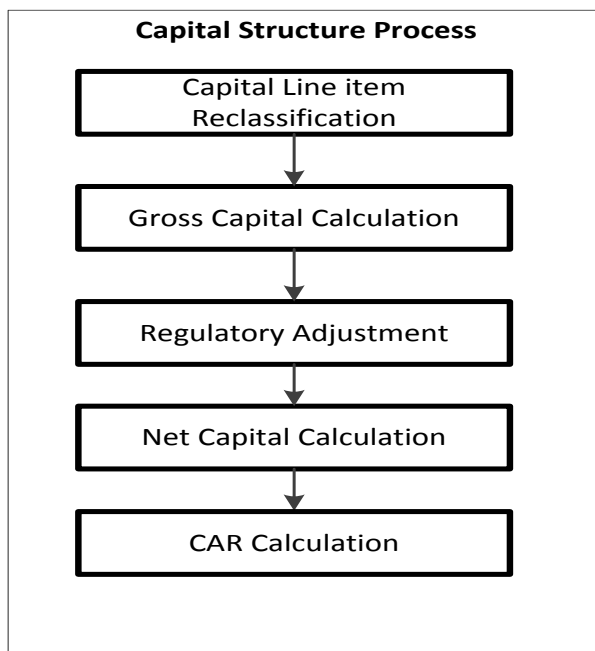 Capital Structure Process
Capital Line item
Reclassification
Gross Capital Calculation
Regulatory Adjustment
Net Capital Calculation
CAR Calculation